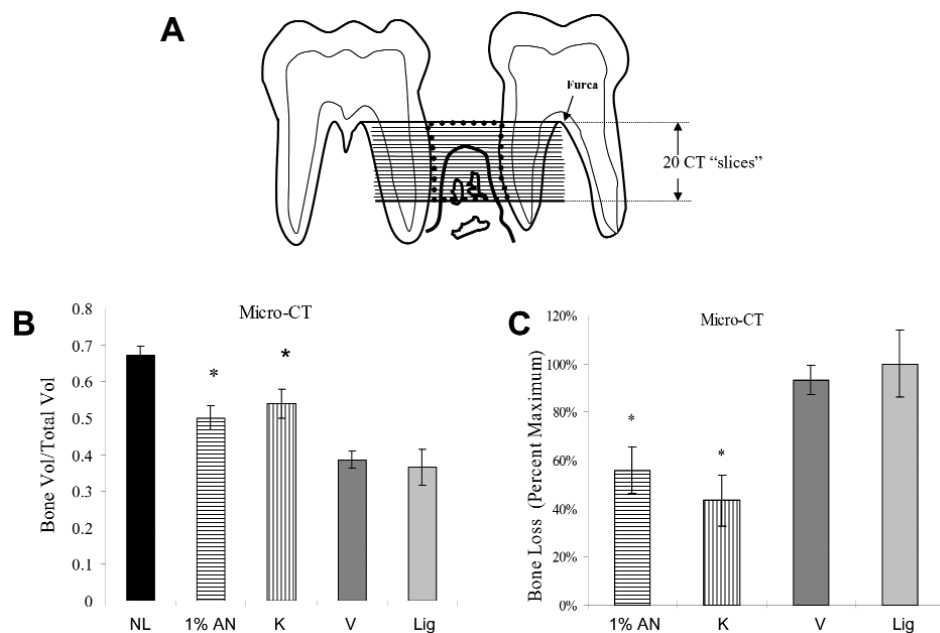 A
Furca
20 CT “slices”
B
Micro-CT
Bone Vol/Total Vol
0.8
0.7
0.6
0.5
0.4
0.3
0.2
0.1
0
*
*
NL 1% AN K V Lig
C
Micro-CT
Bone Loss (Percent Maximum)
120%
100%
80%
60%
40%
20%
0%
*
*
1% AN K V Lig